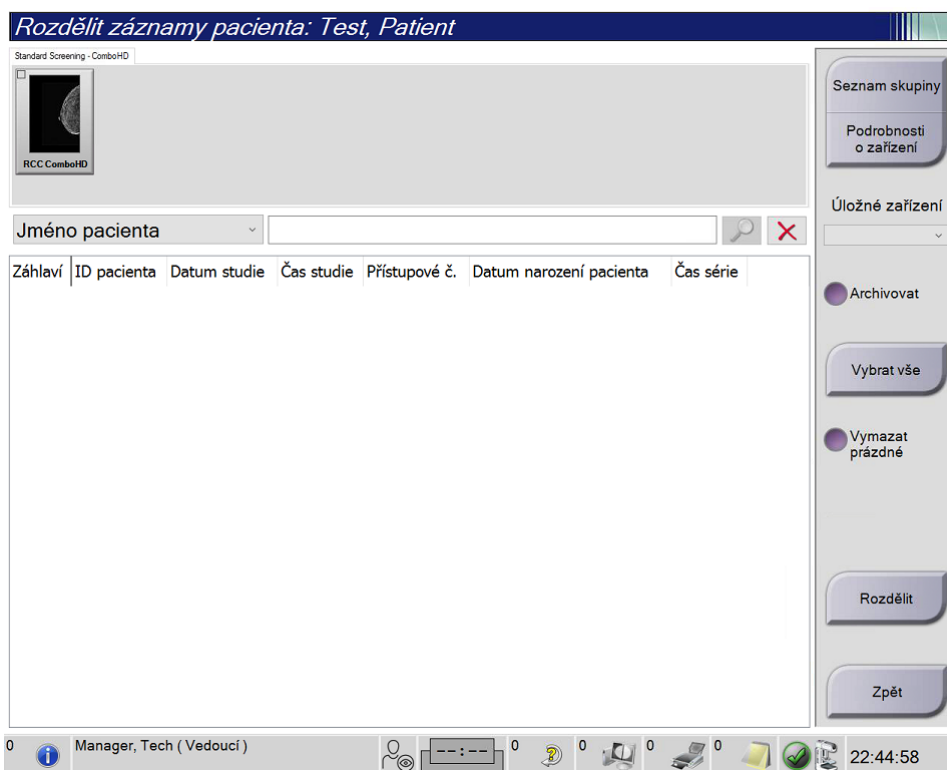 Rozdělit záznamy pacienta: Test, Patient
Standard Screening - ComboHD
RCC ComboHD
Seznam skupiny
Podrobnosti
o zařízení
Úložné zařízení
Jméno pacienta
Záhlaví ID pacienta Datum studie Čas studie Přístupové č. Datum narození pacienta Čas série
Archivovat
Vybrat vše
Vymazat
prázdné
Rozdělit
Zpět
0 Manager, Tech ( Vedoucí ) --:-- 0 0 0 0 22:44:58